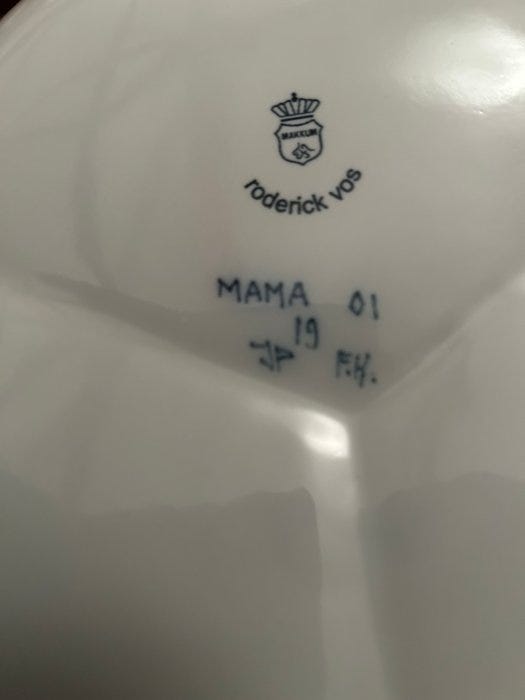 MAKKUM
roderick vos
MAMA 01
19
JP F.K.